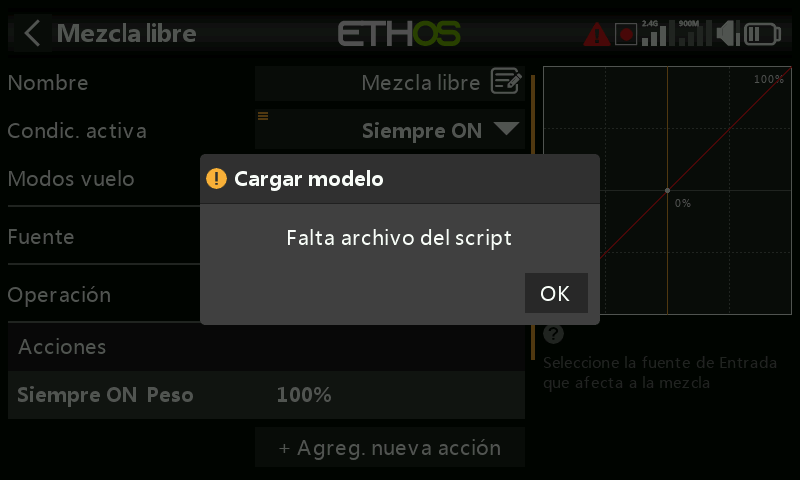 Mezcla libre
ETHOS
2.4G
900M
Nombre
Mezcla libre
Condic. activa
Siempre ON
Modos vuelo
Fuente
Operación
Acciones
Siempre ON Peso 100%
+ Agreg. nueva acción
100%
0%
Seleccione la fuente de Entrada
que afecta a la mezcla
Cargar modelo
Falta archivo del script
OK